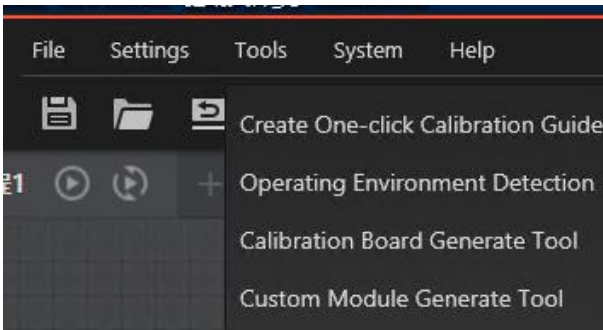 File Settings Tools System Help
Create One-click Calibration Guide
1
Operating Environment Detection
Calibration Board Generate Tool
Custom Module Generate Tool